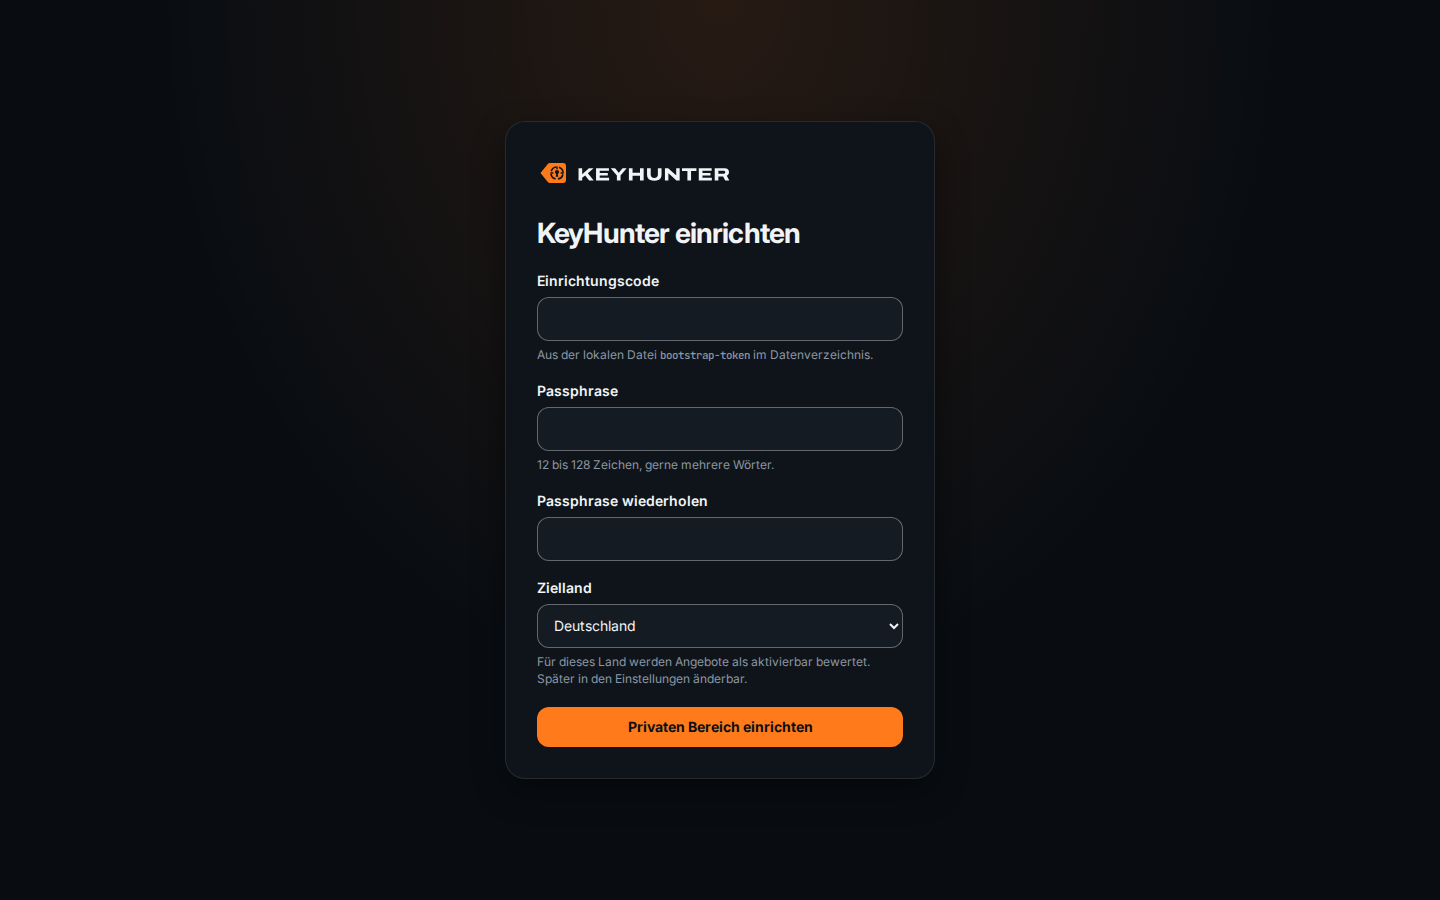 KEYHUNTER
KeyHunter einrichten
Einrichtungscode
Aus der lokalen Datei bootstrap-token im Datenverzeichnis.
Passphrase
12 bis 128 Zeichen, gerne mehrere Wörter.
Passphrase wiederholen
Zielland
Deutschland
Für dieses Land werden Angebote als aktivierbar bewertet.
Später in den Einstellungen änderbar.
Privaten Bereich einrichten